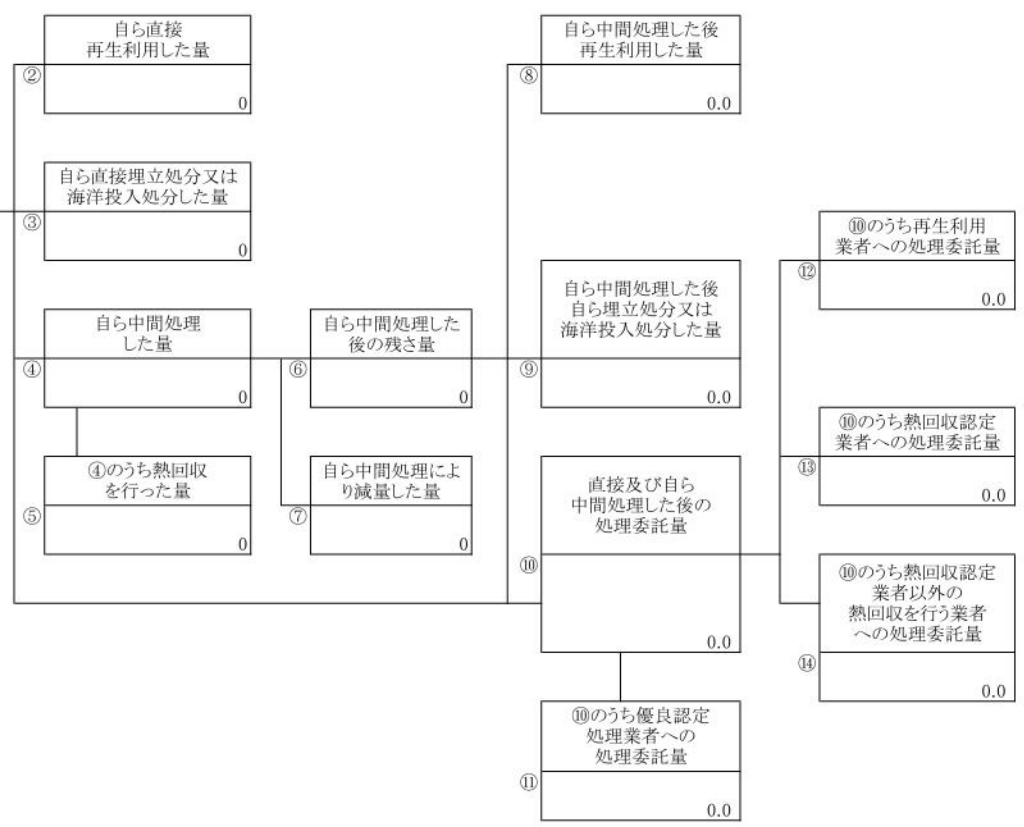 自ら直接
再生利用した量
②
0
自ら直接埋立処分又は
海洋投入処分した量
③
0
自ら中間処理
した量
④
0
④のうち熱回収
を行った量
⑤
0
自ら中間処理した
後の残さ量
⑥
0
自ら中間処理によ
り減量した量
⑦
0
自ら中間処理した後
再生利用した量
⑧
0.0
自ら中間処理した後
自ら埋立処分又は
海洋投入処分した量
⑨
0.0
直接及び自ら
中間処理した後の
処理委託量
⑩
0.0
⑩のうち優良認定
処理業者への
処理委託量
⑪
0.0
⑩のうち再生利用
業者への処理委託量
⑫
0.0
⑩のうち熱回収認定
業者への処理委託量
⑬
0.0
⑩のうち熱回収認定
業者以外の
熱回収を行う業者
への処理委託量
⑭
0.0